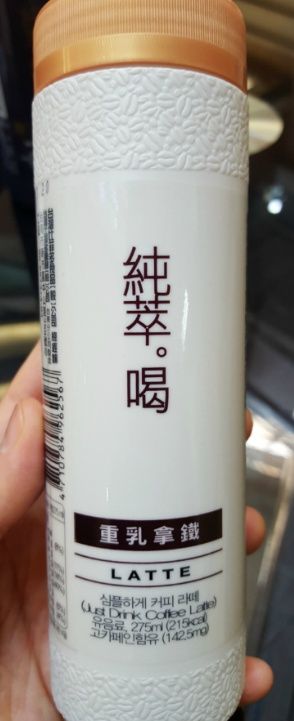 純萃。喝
重乳拿鐵
LATTE
심플하게 커피 라떼
(Just Drink Coffee Latte)
유음료, 275ml (215kcal)
고카페인함유 (142.5mg)
4710784962567